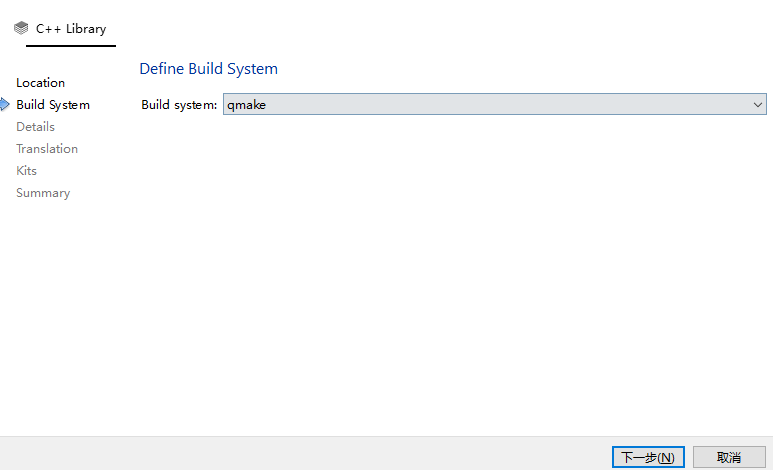 C++ Library
Define Build System
Location
Build System
Build system: qmake
Details
Translation
Kits
Summary
下一步(N)
取消